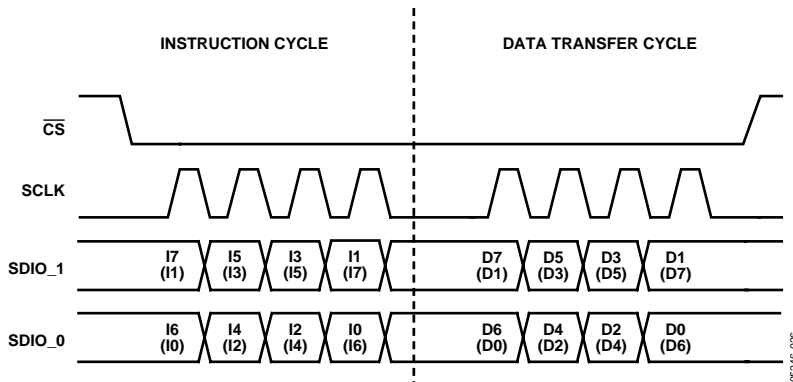 INSTRUCTION CYCLE DATA TRANSFER CYCLE
CS
SCLK
SDIO_1 I7 I5 I3 I1 D7 D5 D3 D1
(I1) (I3) (I5) (I7) (D1) (D3) (D5) (D7)
SDIO_0 I6 I4 I2 I0 D6 D4 D2 D0
(I0) (I2) (I4) (I6) (D0) (D2) (D4) (D6)